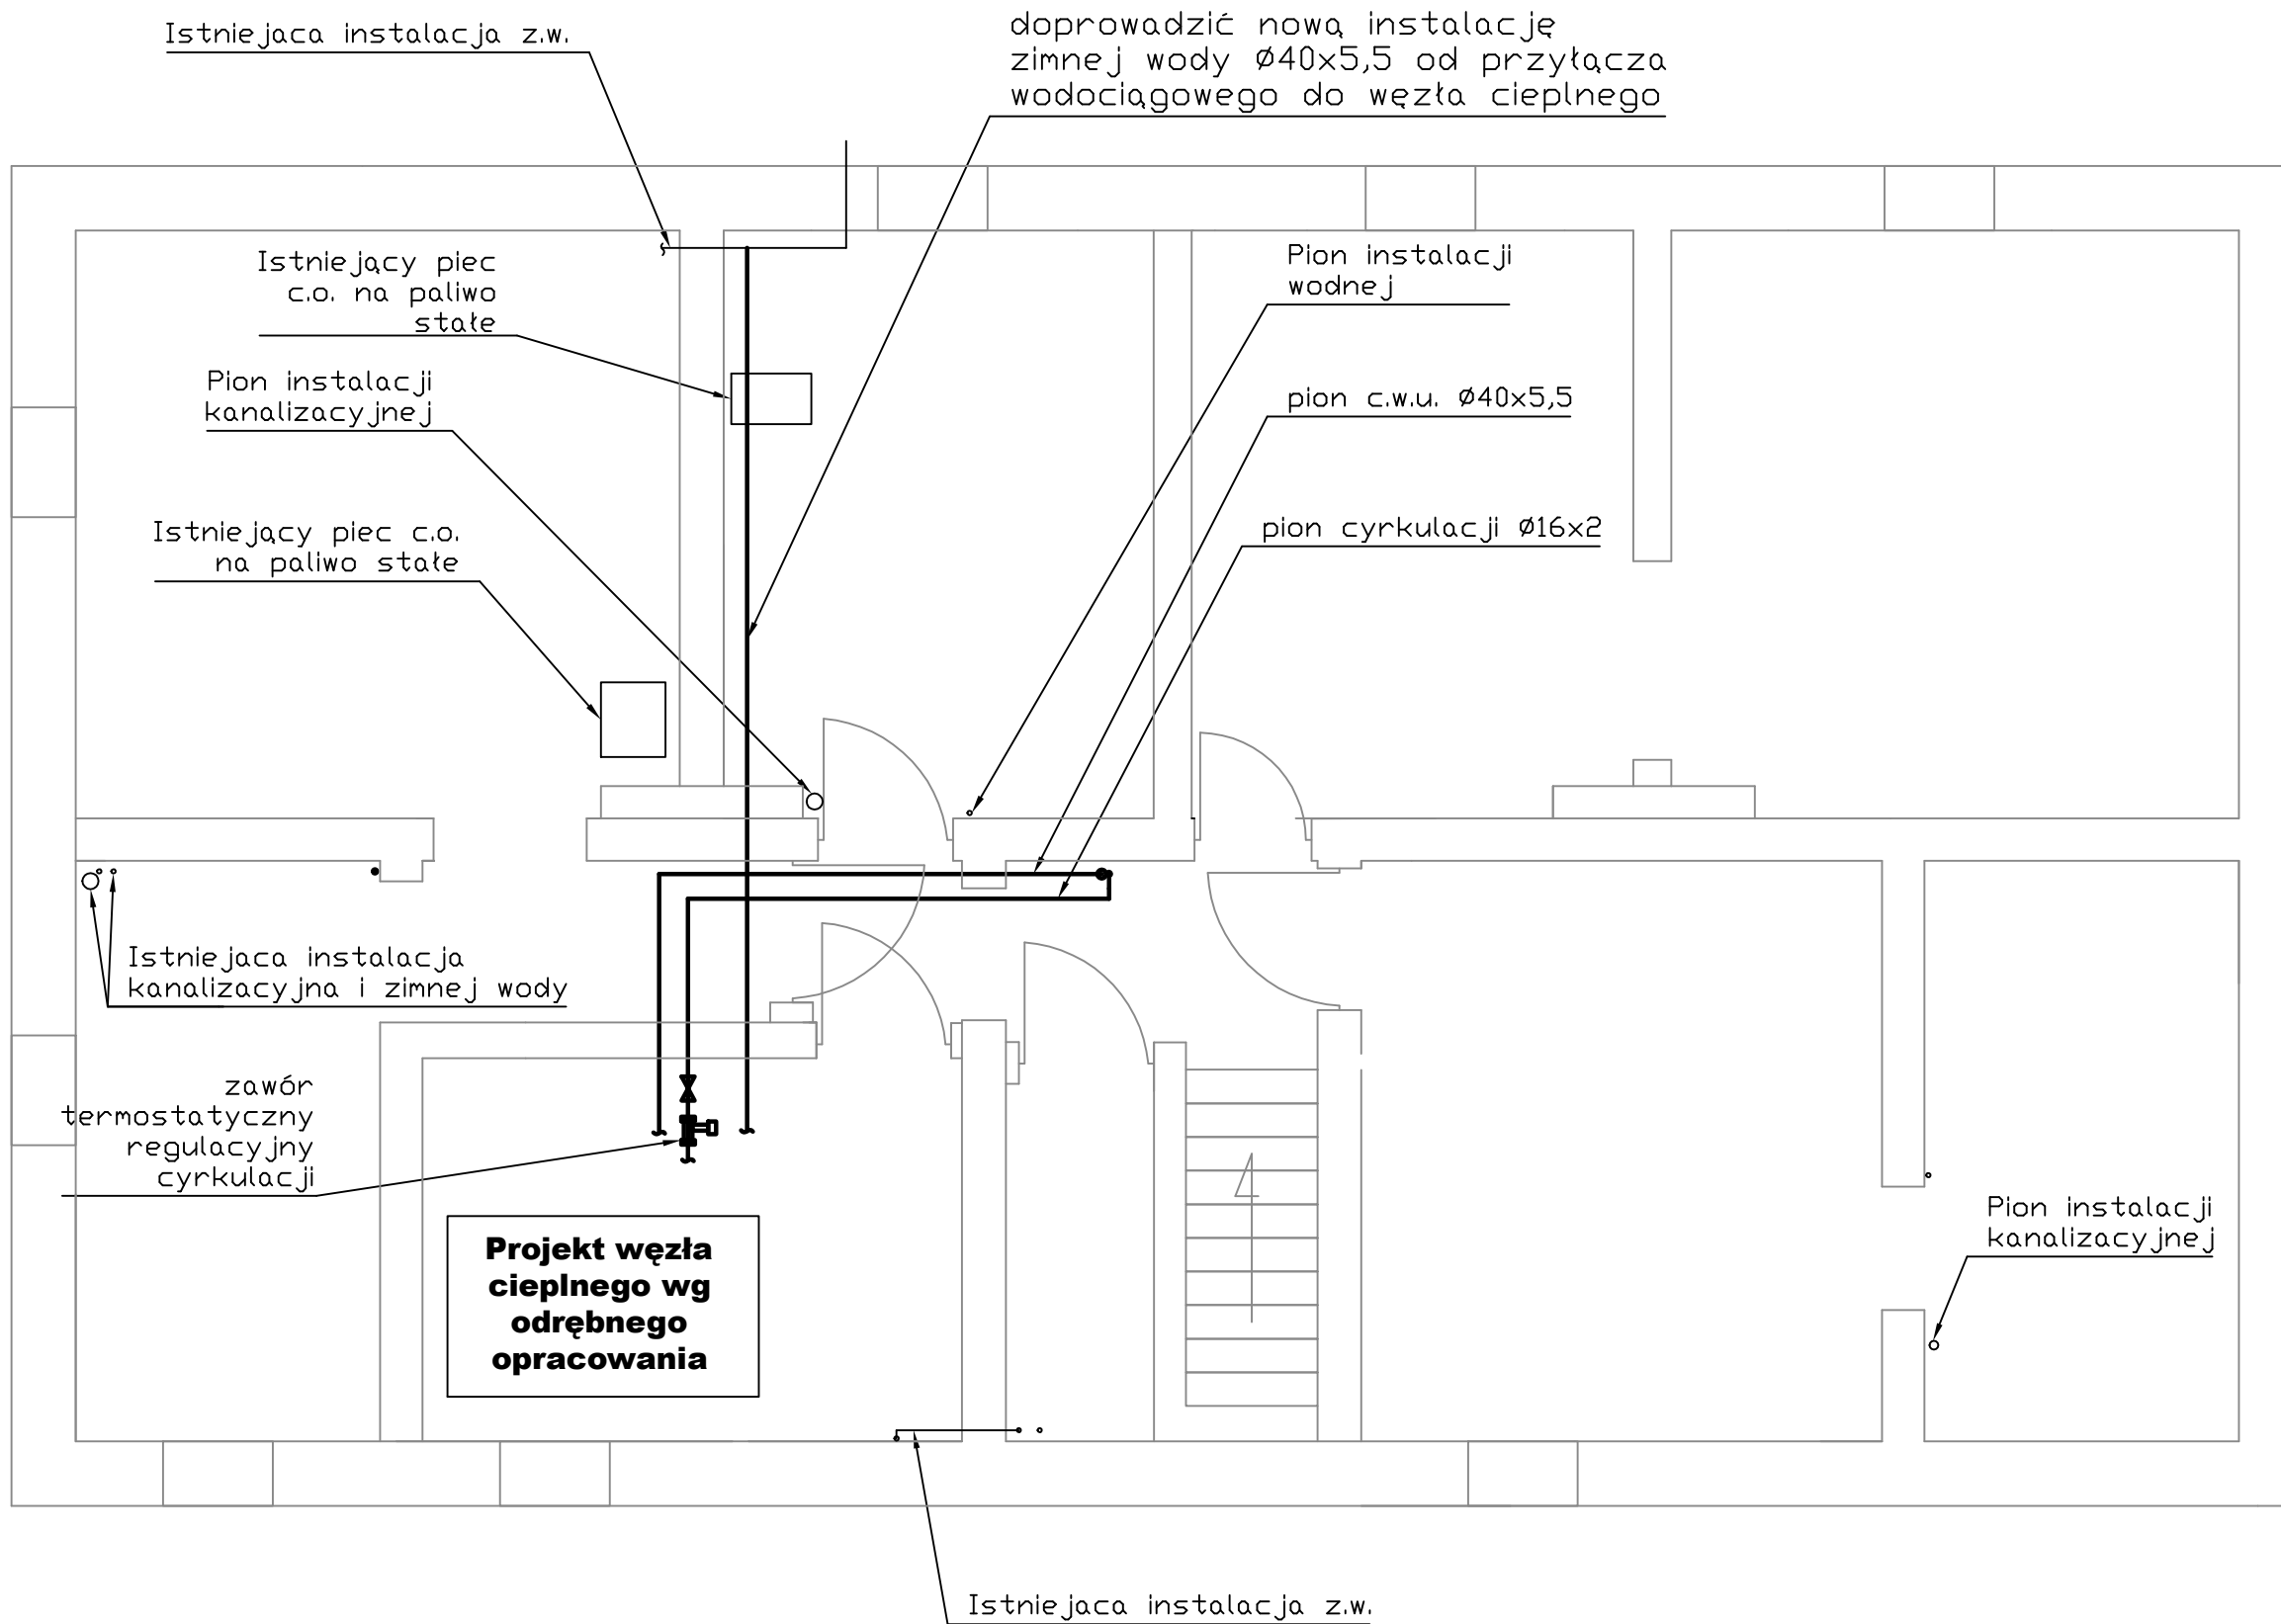 Istniejaca instalacja z.w.
doprowadzić nową instalację
zimnej wody Ø40x5,5 od przyłącza
wodociągowego do węzła cieplnego
Istniejący piec
c.o. na paliwo
stałe
Pion instalacji
wodnej
Pion instalacji
kanalizacyjnej
pion c.w.u. Ø40x5,5
Istniejący piec c.o.
na paliwo stałe
pion cyrkulacji Ø16x2
Istniejaca instalacja
kanalizacyjna i zimnej wody
zawór
termostatyczny
regulacyjny
cyrkulacji
Projekt węzła
cieplnego wg
odrębnego
opracowania
Pion instalacji
kanalizacyjnej
Istniejaca instalacja z.w.